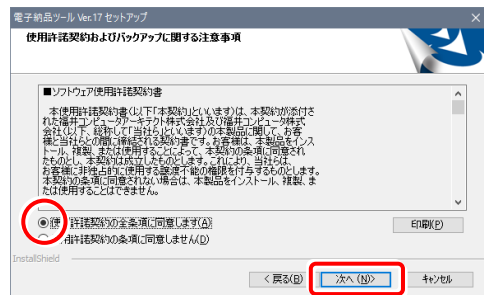 電子納品ツール Ver.17 セットアップ
使用許諾契約およびバックアップに関する注意事項
■ソフトウェア使用許諾契約書
本使用許諾契約書(以下「本契約」といいます)は、本契約が添付さ
れた福井コンピュータアーキテクト株式会社及び福井コンピュータ株式
会社(以下、総称して「当社らといいます)の本製品に関して、お客
様と当社らとの間に締結される契約書です。お客様は、本製品をインス
トール、複製、または使用することによって、本契約の条項に同意され
たものとし、本契約は成立したものとします。これにより、当社らは、
お客様に非独占的に使用する譲渡不能の権限を付与するものとします。
本契約の条項に同意されない場合は、本製品をインストール、複製、ま
たは使用することはできません。
使 許諾契約の全条項に同意します(A)
用許諾契約の条項に同意しません(D)
印刷(P)
InstallShield
< 戻る(B)
次へ (N)>
キャンセル